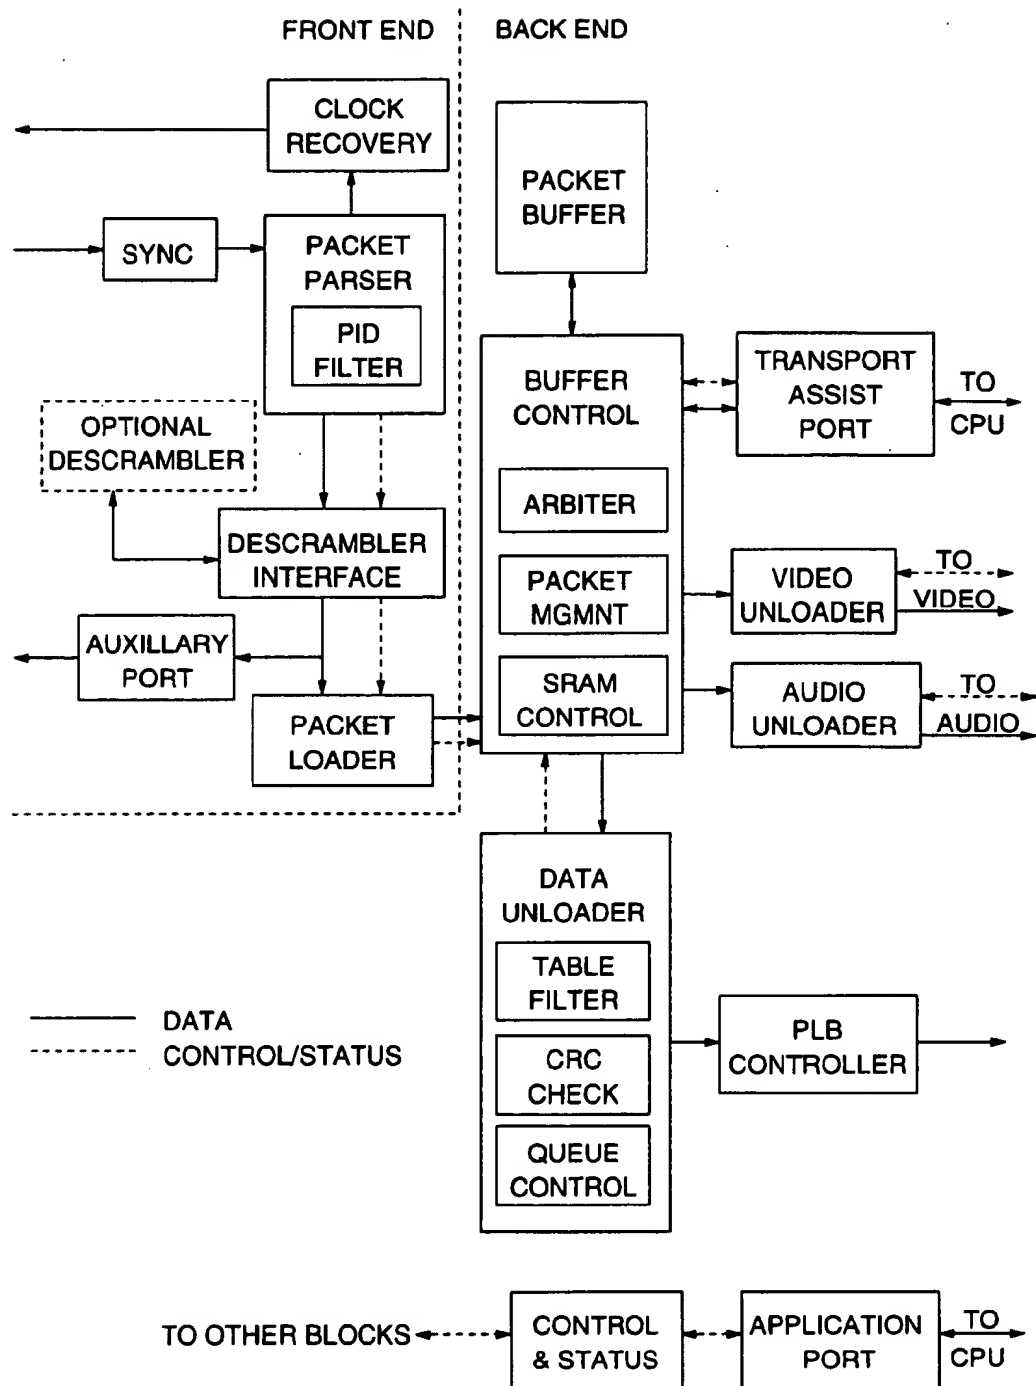 FRONT END
BACK END
CLOCK
RECOVERY
PACKET
BUFFER
SYNC
PACKET
PARSER
PID
FILTER
BUFFER
CONTROL
TRANSPORT
ASSIST
PORT
TO
CPU
OPTIONAL
DESCRAMBLER
ARBITER
DESCRAMBLER
INTERFACE
PACKET
MGMNT
VIDEO
UNLOADER
TO
VIDEO
AUXILLARY
PORT
SRAM
CONTROL
AUDIO
UNLOADER
TO
AUDIO
PACKET
LOADER
DATA
UNLOADER
TABLE
FILTER
DATA
CONTROL/STATUS
CRC
CHECK
PLB
CONTROLLER
QUEUE
CONTROL
TO OTHER BLOCKS
CONTROL
& STATUS
APPLICATION
PORT
TO
CPU